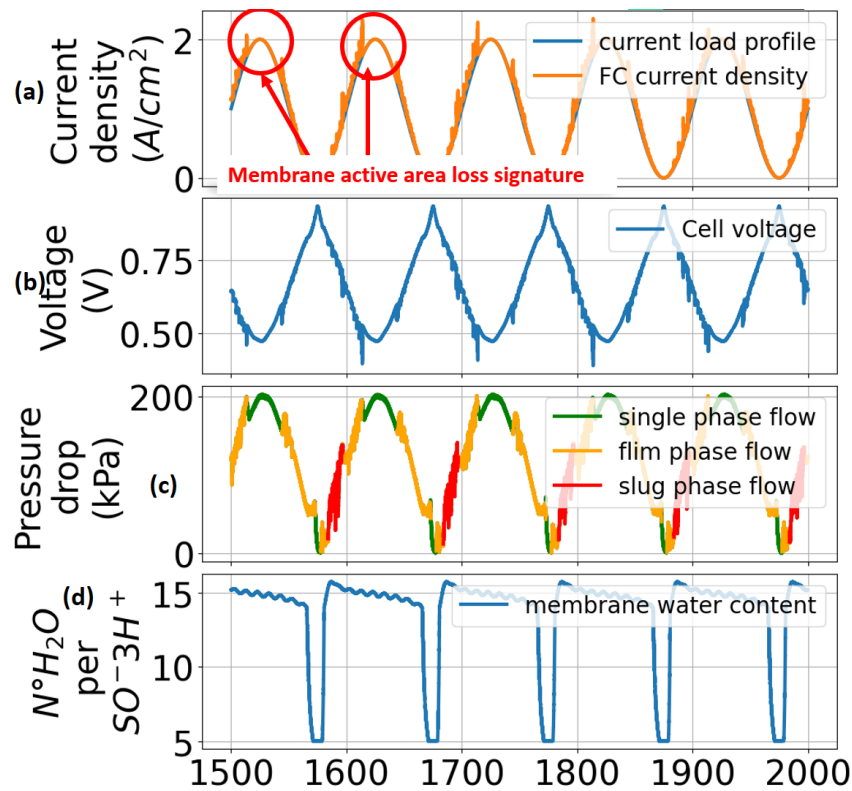 (a)
Current
density
(A/cm²)
2
0
current load profile
FC current density
Membrane active area loss signature
(b)
Voltage
(V)
0.75
0.50
Cell voltage
(c)
Pressure
drop
(kPa)
200
0
single phase flow
flim phase flow
slug phase flow
(d)
N°H₂O
per
SO⁻3H⁺
15
10
5
membrane water content
1500 1600 1700 1800 1900 2000